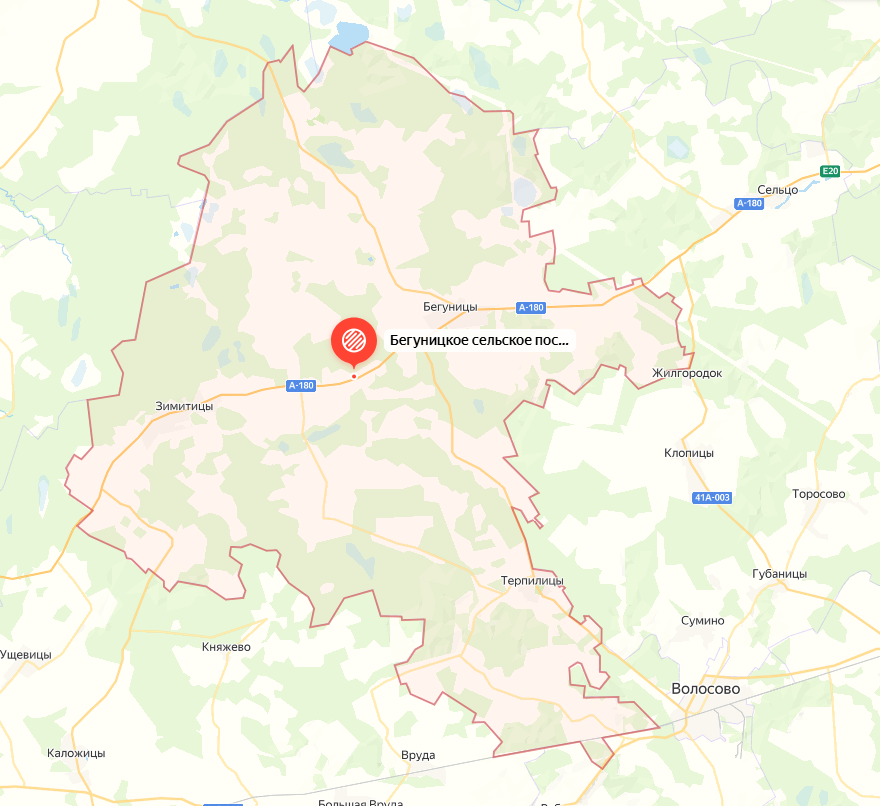 E20
Сельцо
А-180
Бегуницы
А-180
Бегуницкое сельское пос...
Жилгородок
А-180
Зимитицы
Клопицы
41А-003
Торосово
Губаницы
Терпилицы
Сумино
Княжево
Ущевицы
Волосово
Каложицы
Вруда
Большая Вруда